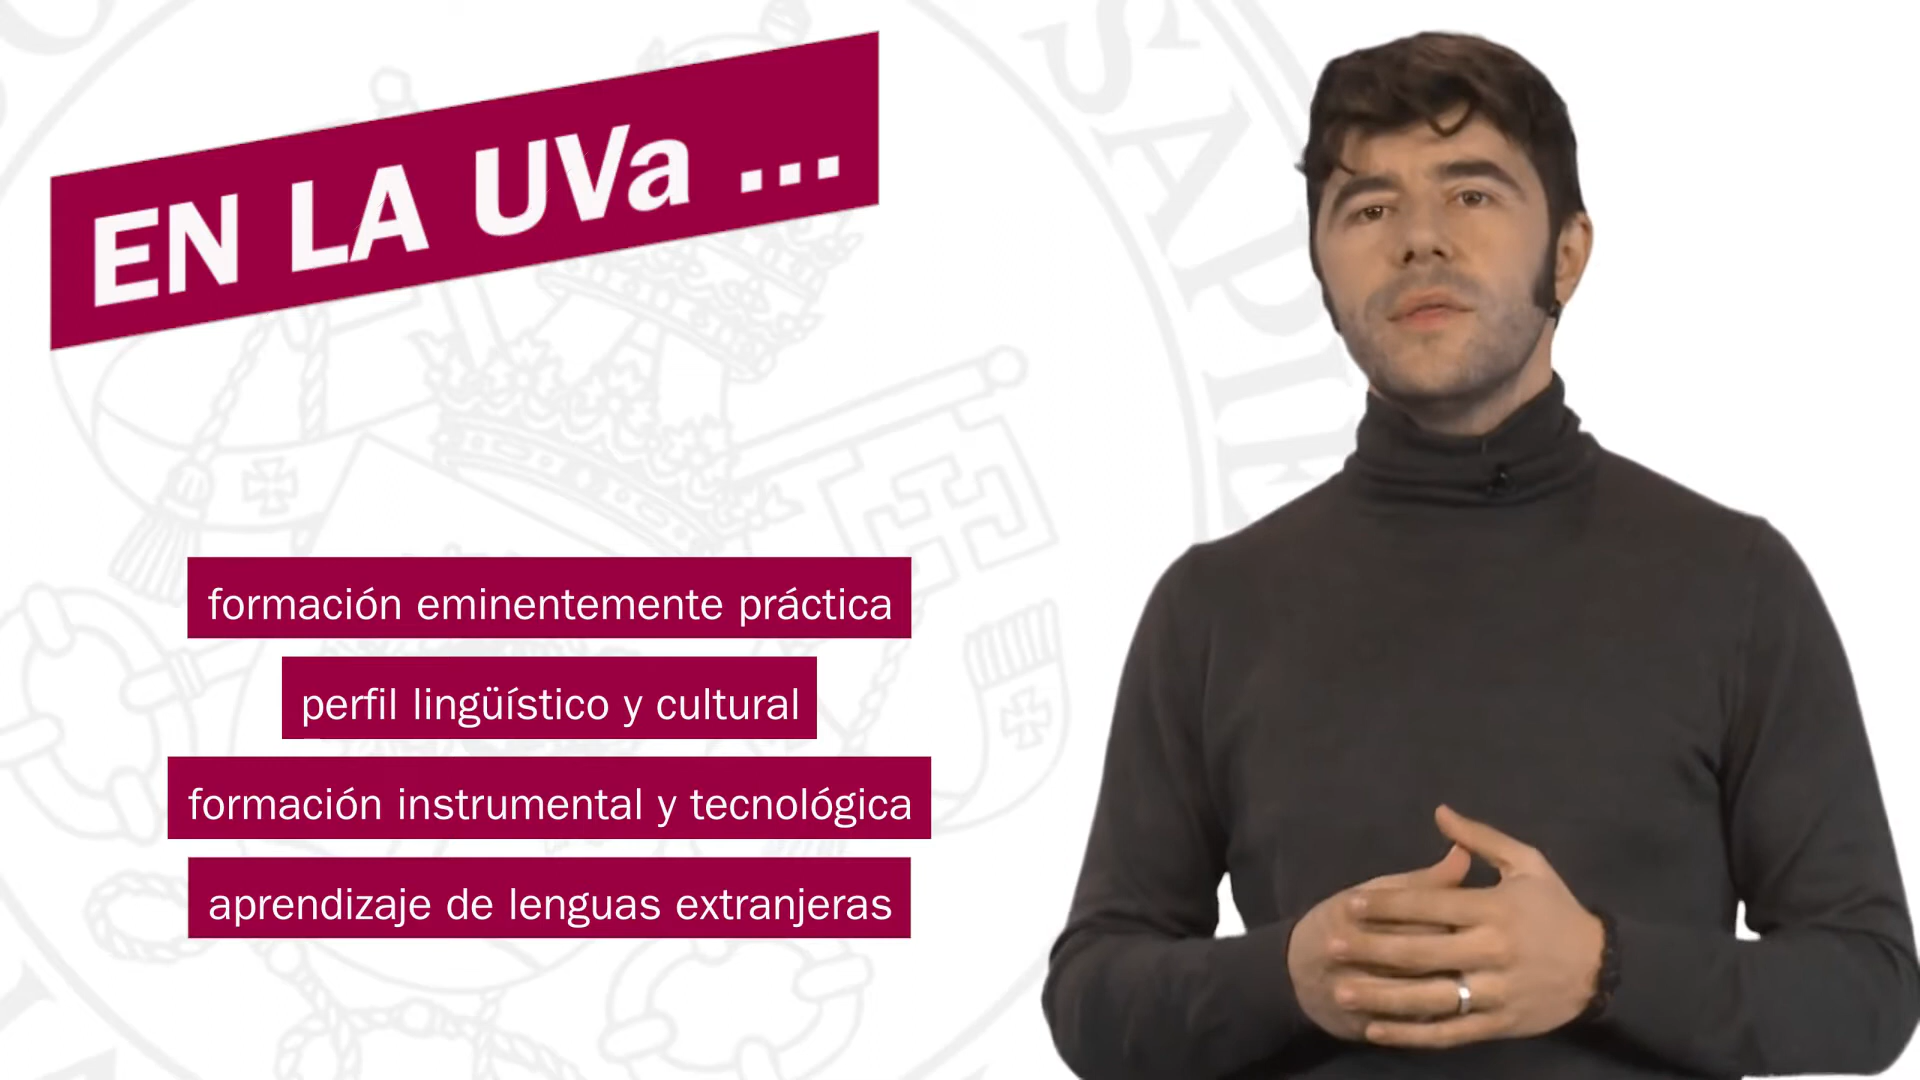 EN LA UVa ...
formación eminentemente práctica
perfil lingüístico y cultural
formación instrumental y tecnológica
aprendizaje de lenguas extranjeras